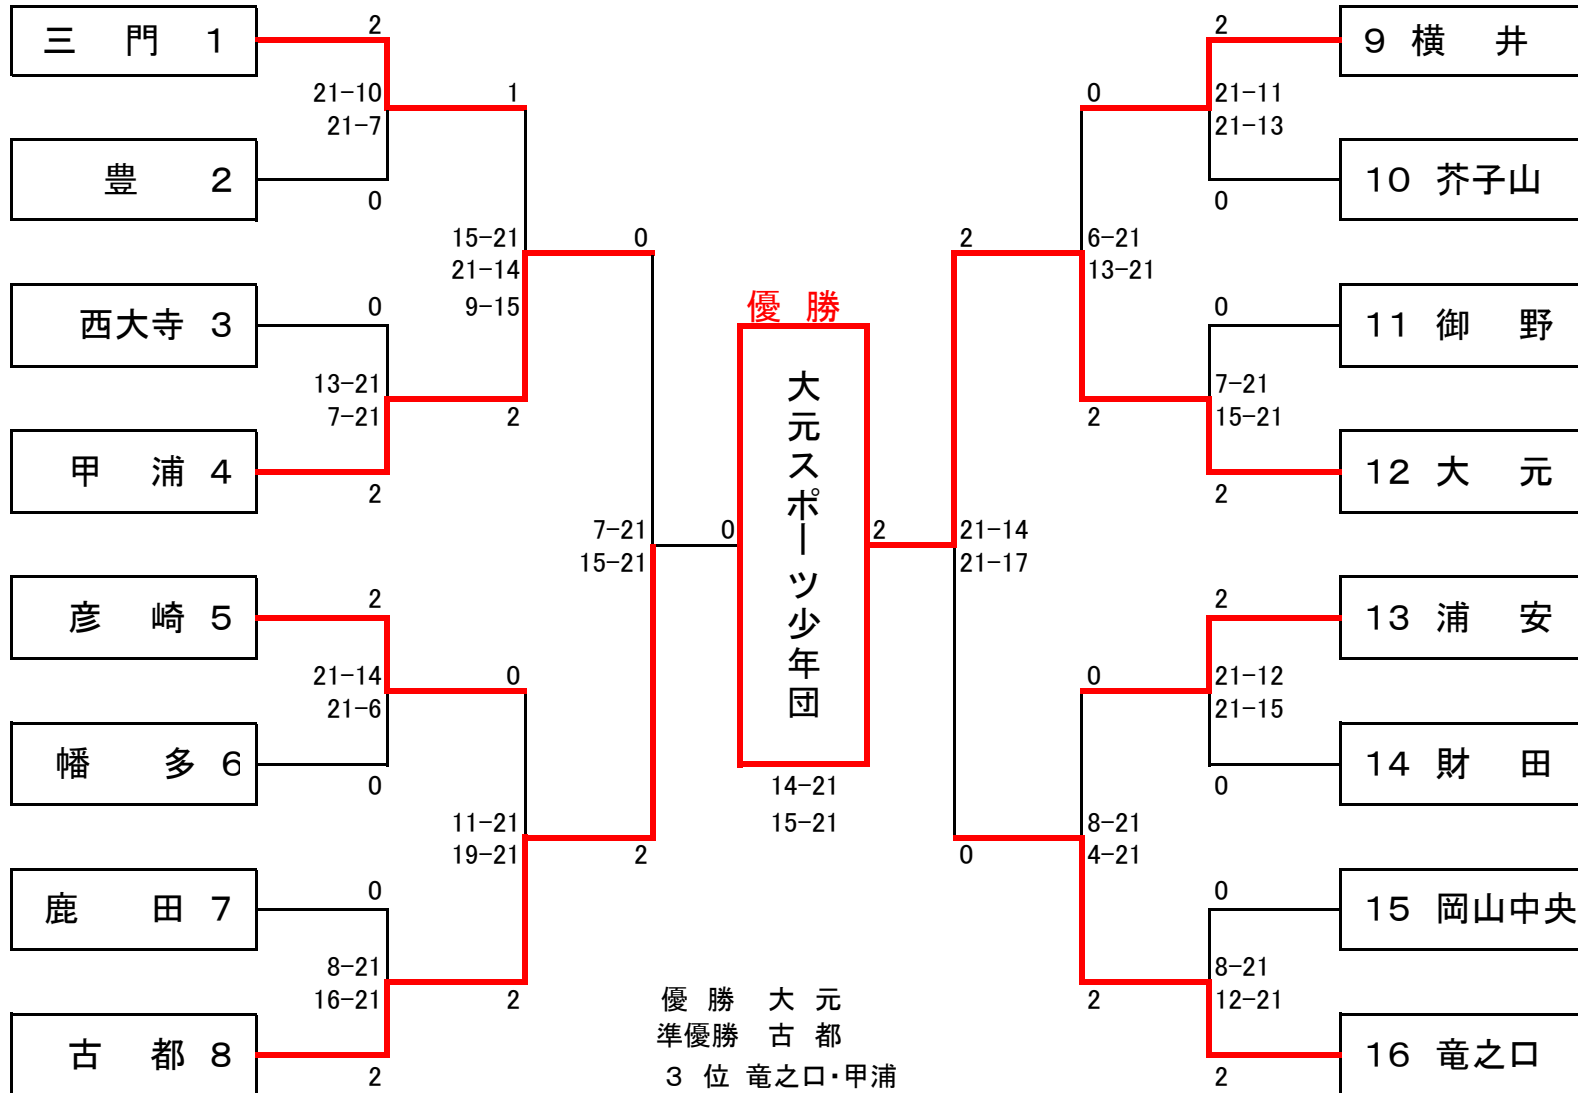 三 門 1
2
21-10
21-7
豊 2
0
1
西大寺 3
0
13-21
7-21
甲 浦 4
2
15-21
21-14
9-15
2
0
彦 崎 5
2
21-14
21-6
幡 多 6
0
0
鹿 田 7
0
8-21
16-21
古 都 8
2
11-21
19-21
2
2
7-21
15-21
0
優 勝
大元スポーツ少年団
14-21
15-21
2
21-14
21-17
2
0
9 横 井
2
21-11
21-13
10 芥子山
0
0
6-21
13-21
11 御 野
0
7-21
15-21
12 大 元
2
2
13 浦 安
2
21-12
21-15
14 財 田
0
0
8-21
4-21
15 岡山中央
0
8-21
12-21
16 竜之口
2
2
優 勝 大 元
準優勝 古 都
3 位 竜之口・甲浦